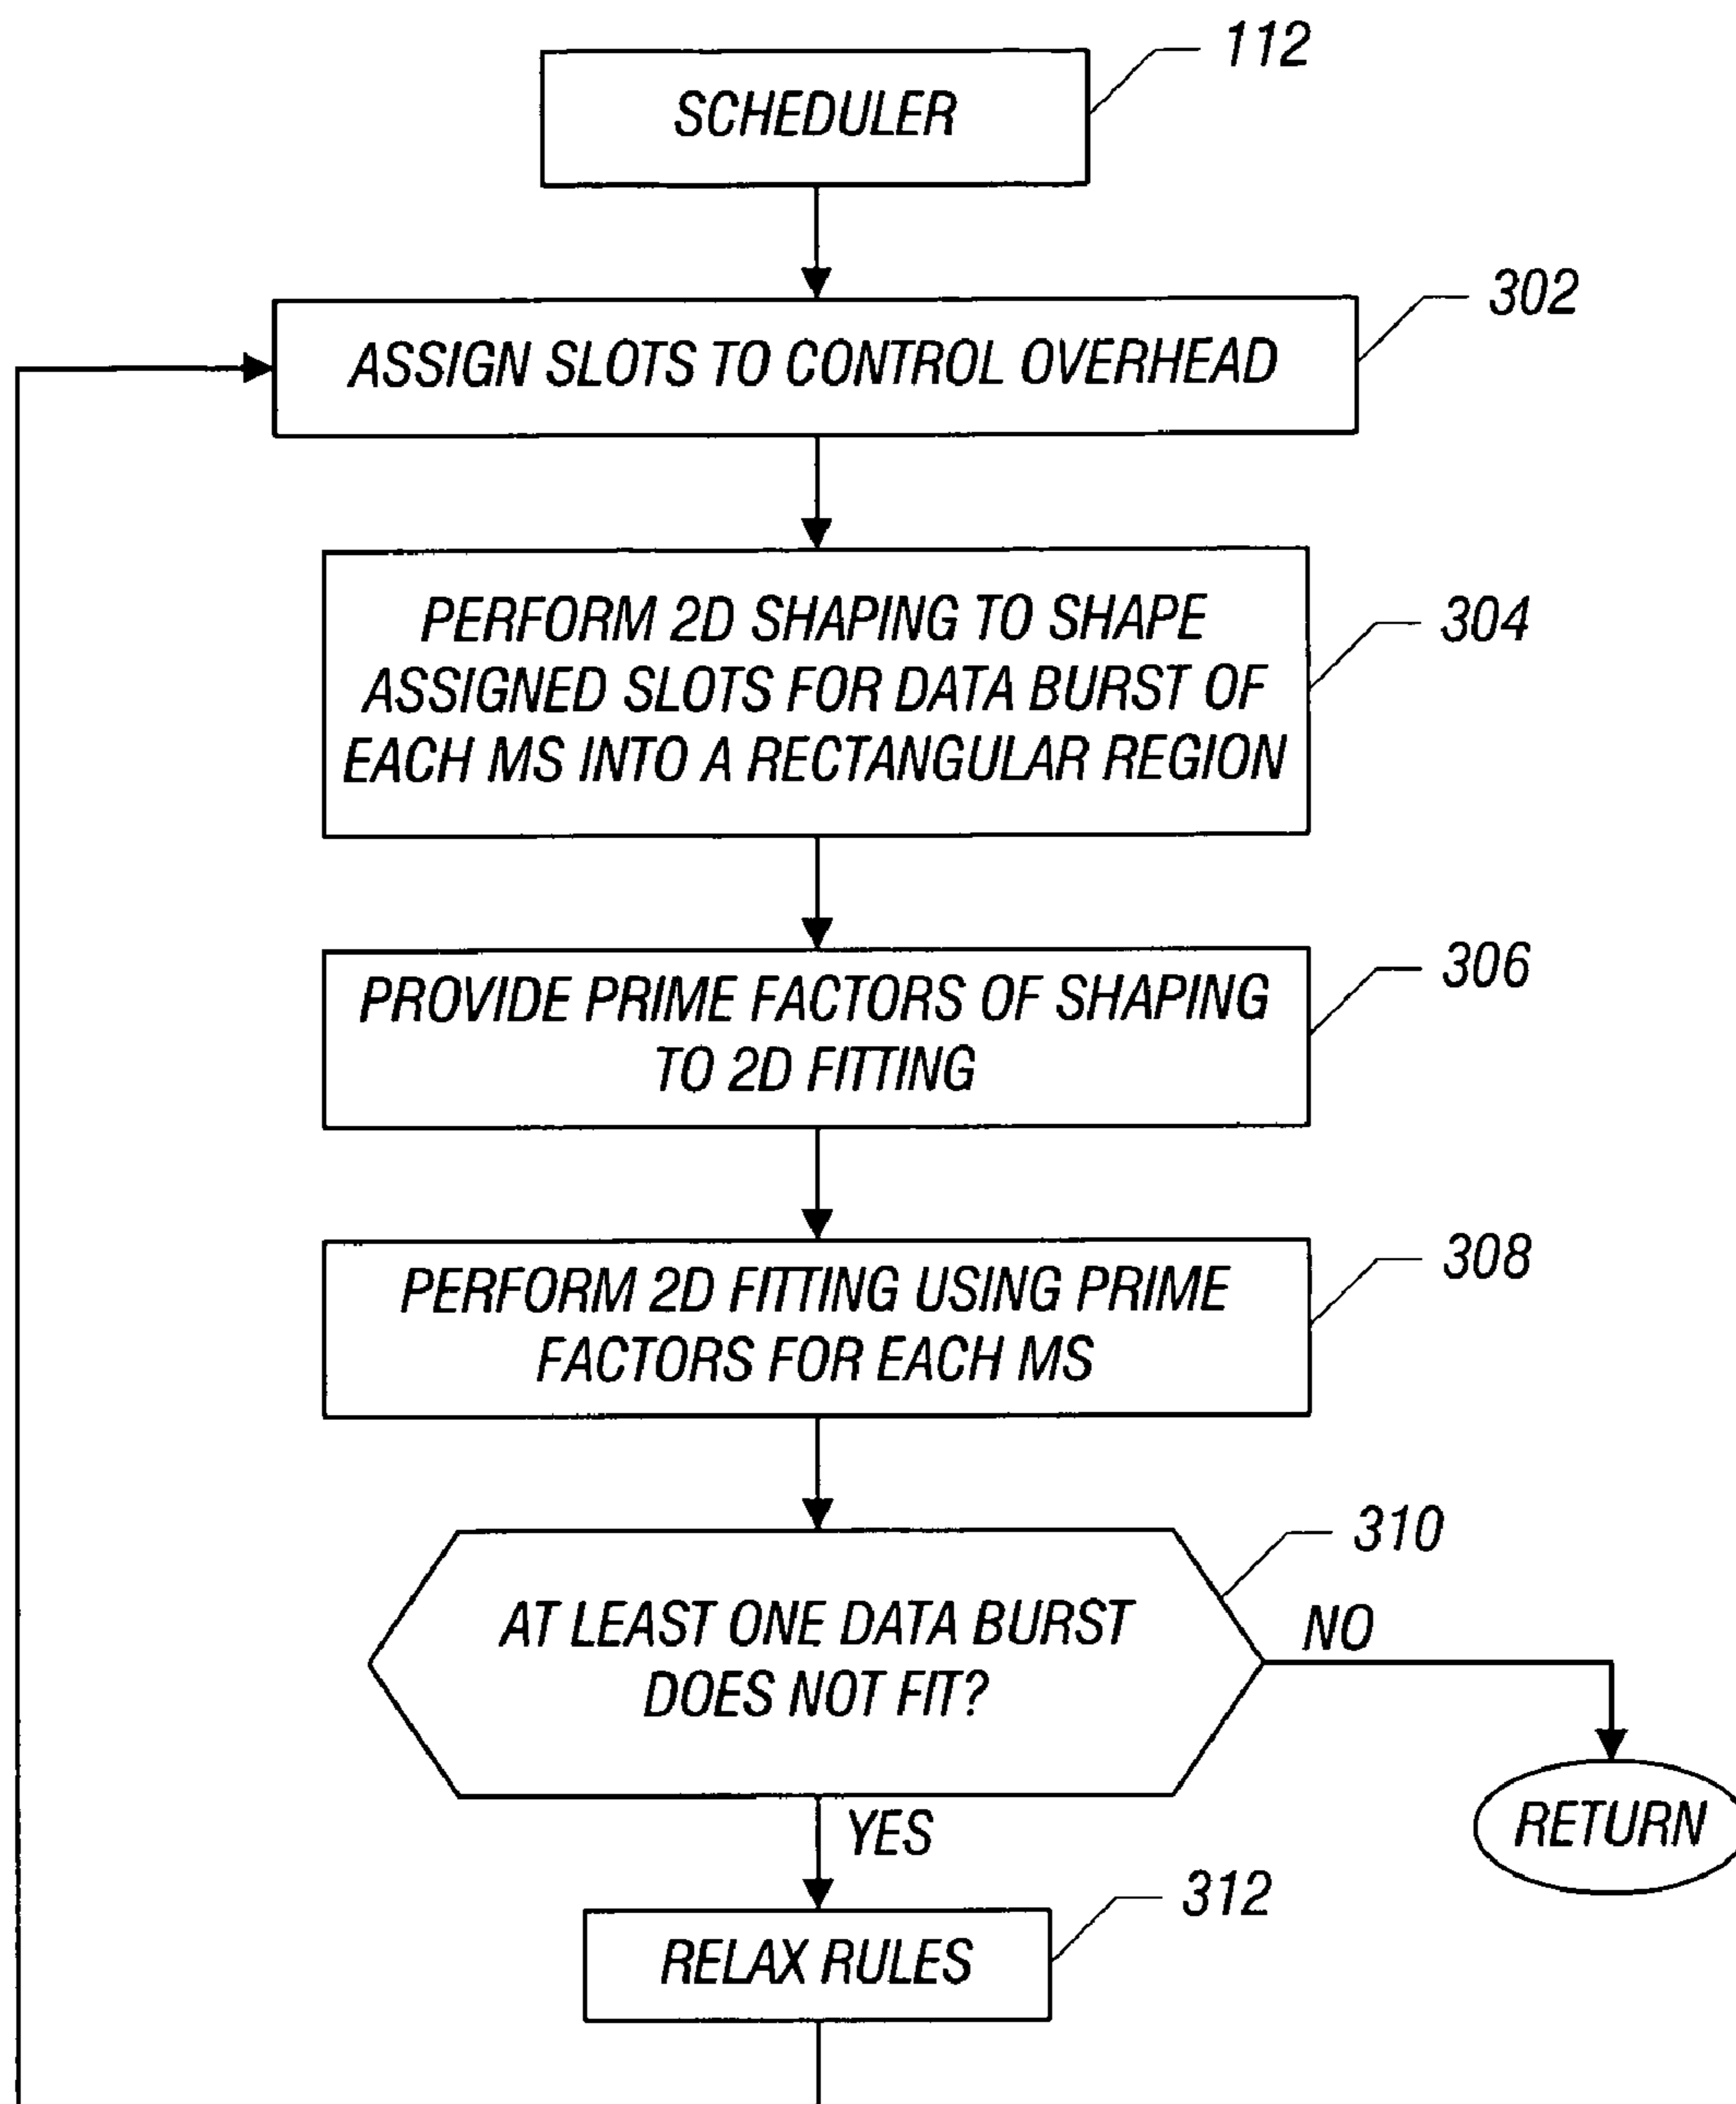 112
SCHEDULER
302
ASSIGN SLOTS TO CONTROL OVERHEAD
304
PERFORM 2D SHAPING TO SHAPE
ASSIGNED SLOTS FOR DATA BURST OF
EACH MS INTO A RECTANGULAR REGION
306
PROVIDE PRIME FACTORS OF SHAPING
TO 2D FITTING
308
PERFORM 2D FITTING USING PRIME
FACTORS FOR EACH MS
310
AT LEAST ONE DATA BURST
DOES NOT FIT?
NO
RETURN
YES
312
RELAX RULES